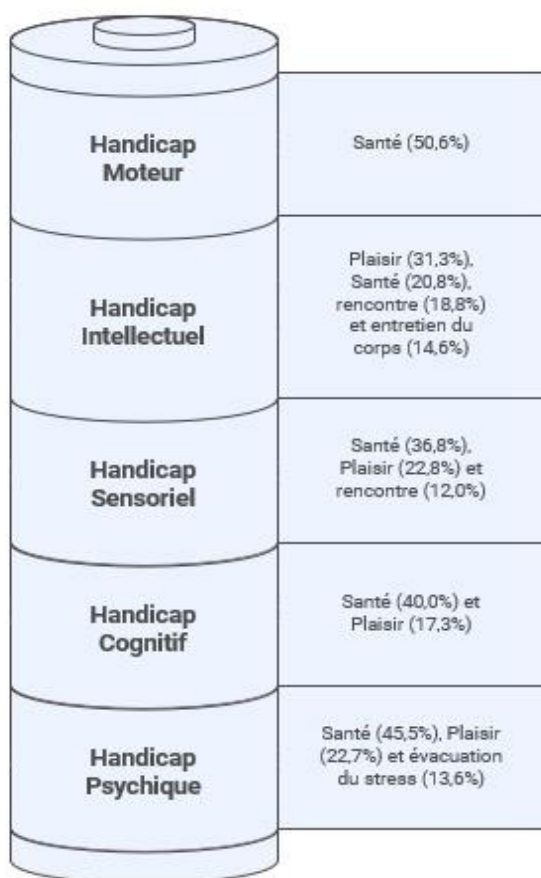 Handicap
Moteur
Santé (50,6%)
Handicap
Intellectuel
Plaisir (31,3%),
Santé (20,8%),
rencontre (18,8%)
et entretien du
corps (14,6%)
Handicap
Sensoriel
Santé (36,8%),
Plaisir (22,8%) et
rencontre (12,0%)
Handicap
Cognitif
Santé (40,0%) et
Plaisir (17,3%)
Handicap
Psychique
Santé (45,5%), Plaisir
(22,7%) et évacuation
du stress (13,6%)